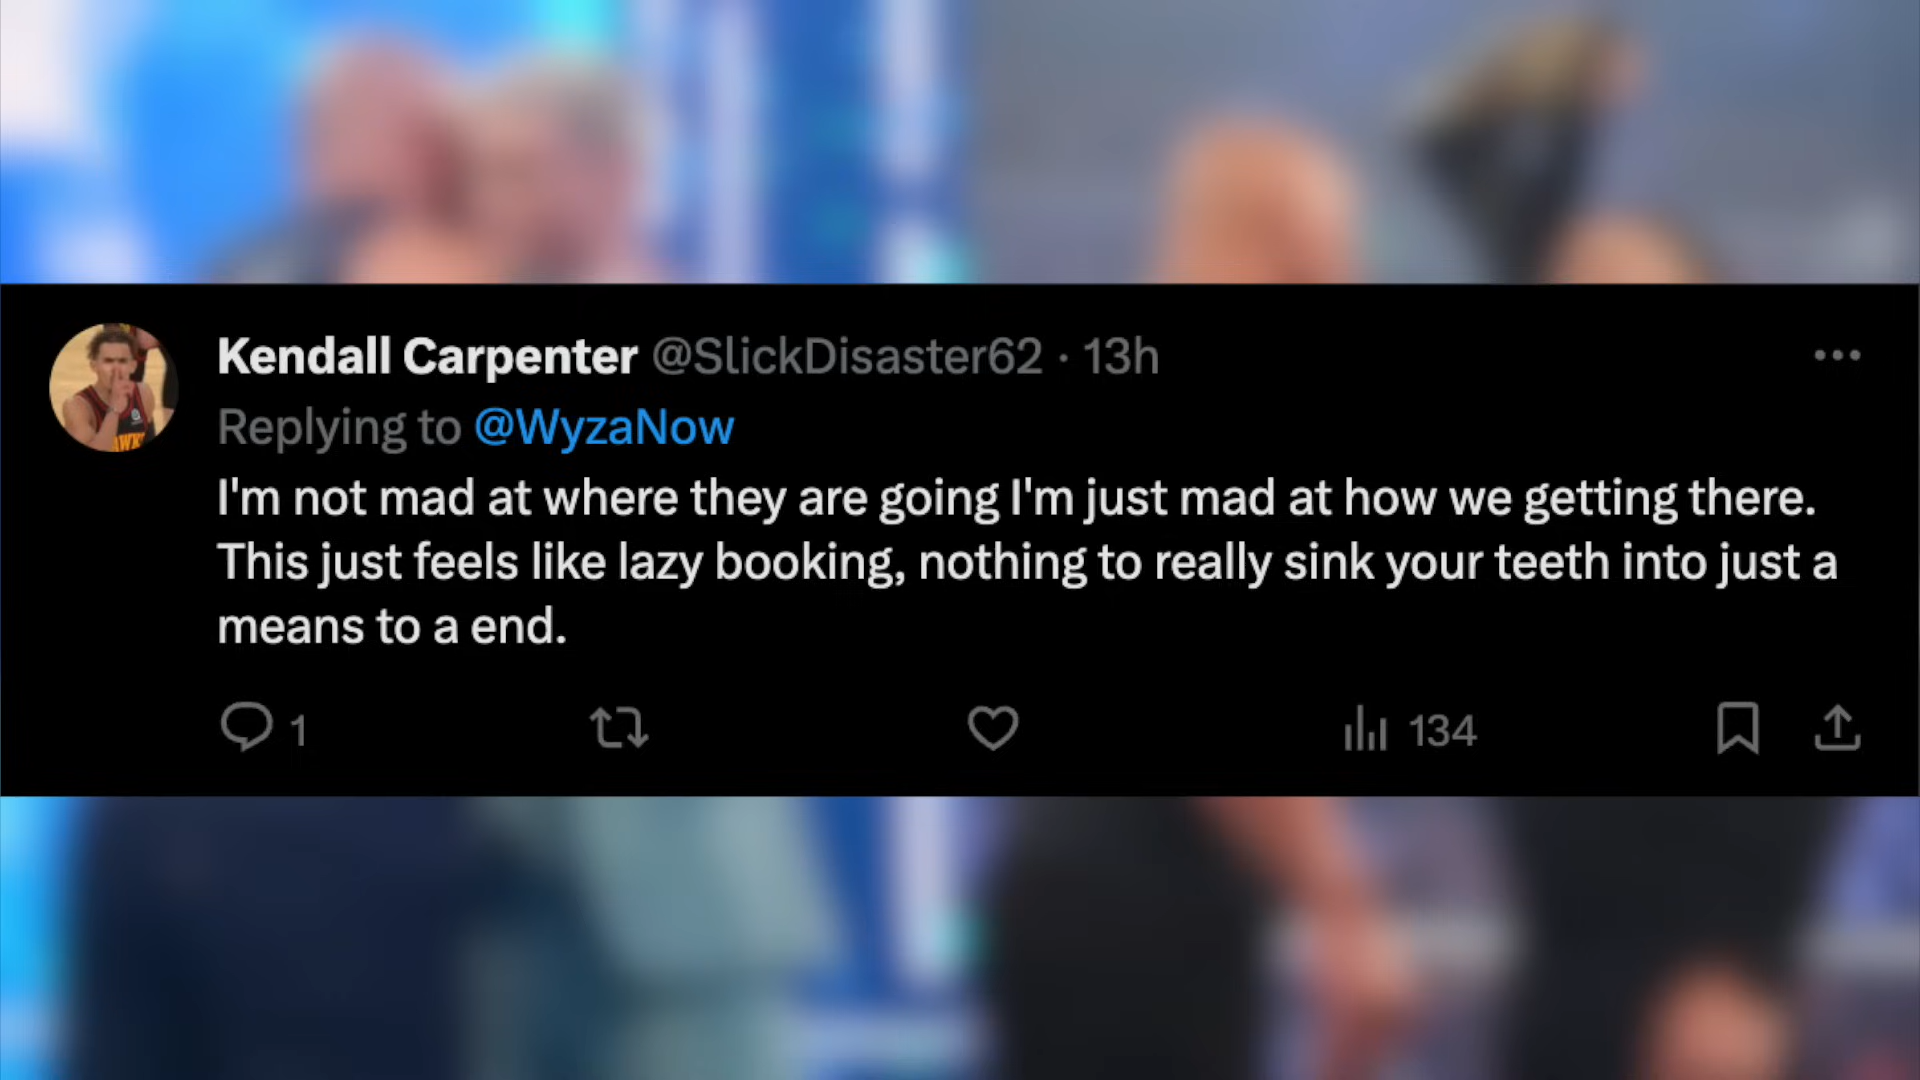 Kendall Carpenter @SlickDisaster62 · 13h
Replying to @WyzaNow
I'm not mad at where they are going I'm just mad at how we getting there.
This just feels like lazy booking, nothing to really sink your teeth into just a
means to a end.
1 134